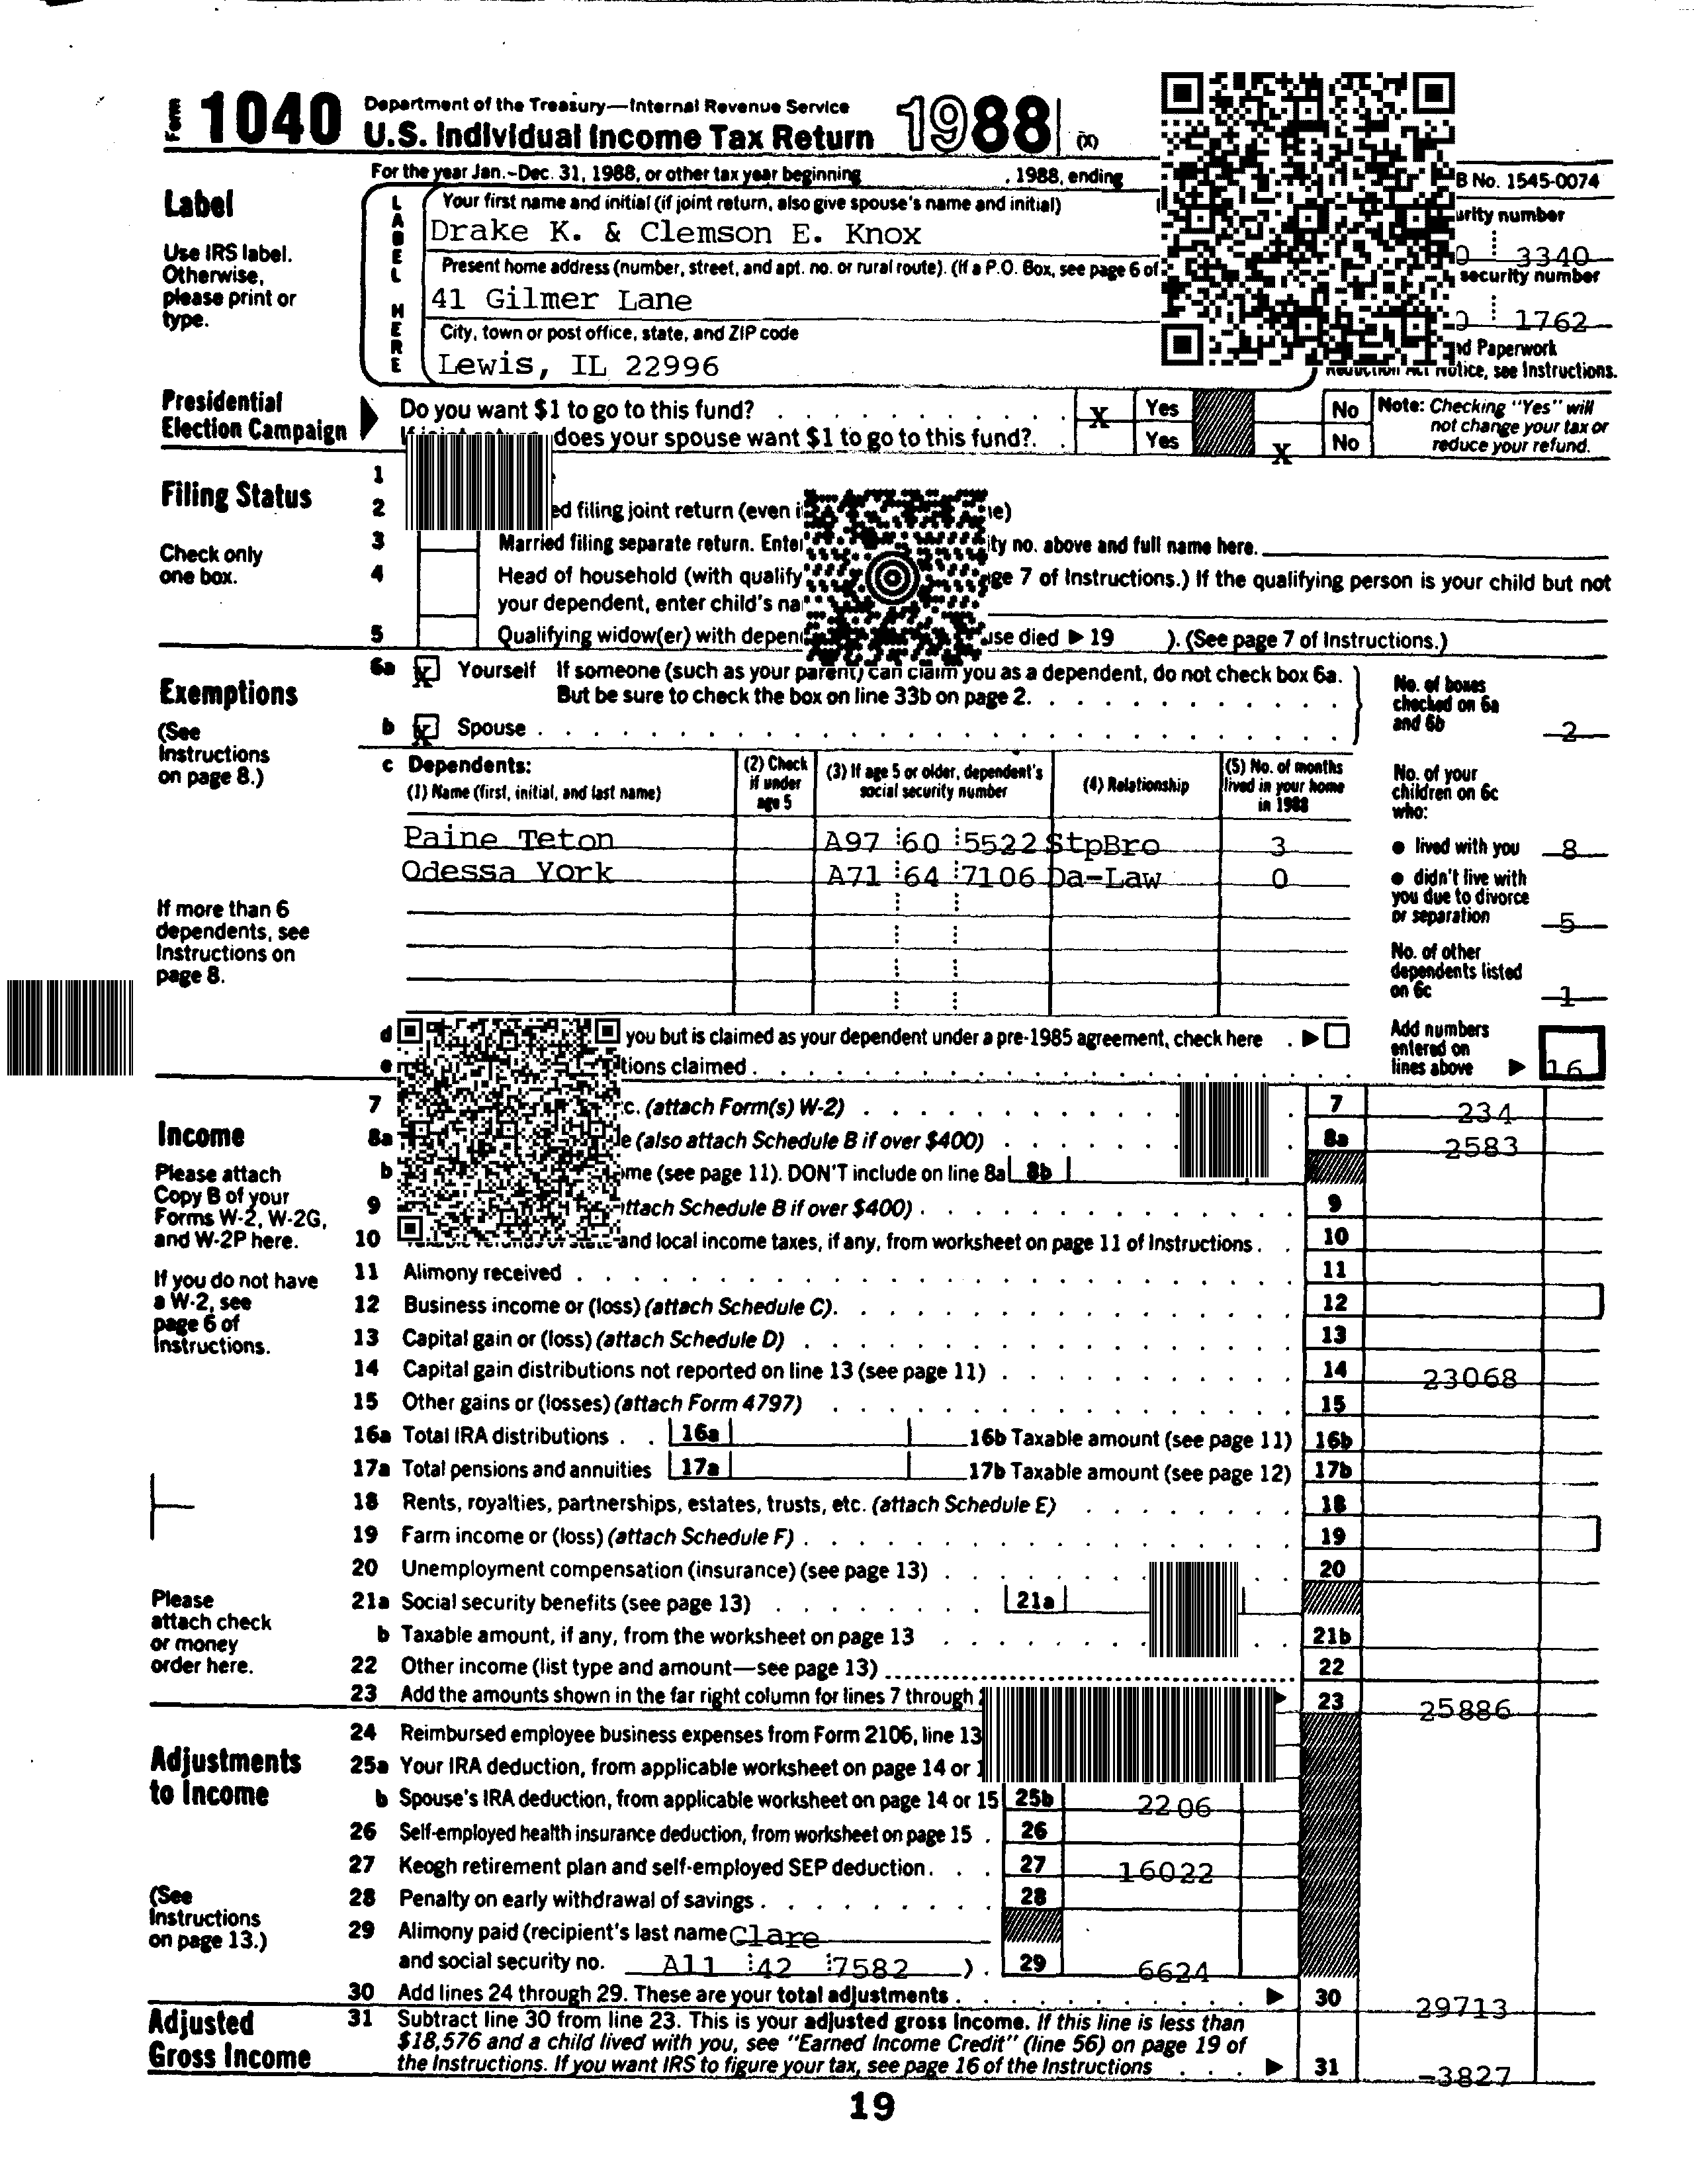 Form 1040 Department of the Treasury—Internal Revenue Service
U.S. Individual Income Tax Return 1988 (X)
For the year Jan.–Dec. 31, 1988, or other tax year beginning , 1988, ending B No. 1545-0074
Label
Use IRS label. Otherwise, please print or type.
LABEL HERE
Your first name and initial (if joint return, also give spouse's name and initial) urity number
Drake K. & Clemson E. Knox 3340
Present home address (number, street, and apt. no. or rural route). (If a P.O. Box, see page 6 of security number
41 Gilmer Lane 1762
City, town or post office, state, and ZIP code Paperwork
Lewis, IL 22996 Notice, see Instructions.
Presidential Election Campaign
Do you want $1 to go to this fund? . . . . . . . . . X Yes No Note: Checking "Yes" will not change your tax or reduce your refund.
does your spouse want $1 to go to this fund?. Yes X No
Filing Status
Check only one box.
1
2 ed filing joint return (even
3 Married filing separate return. Enter ity no. above and full name here.
4 Head of household (with qualify ge 7 of Instructions.) If the qualifying person is your child but not
your dependent, enter child's na
5 Qualifying widow(er) with depen use died ▶ 19 ). (See page 7 of Instructions.)
Exemptions
(See Instructions on page 8.)
If more than 6 dependents, see Instructions on page 8.
6a X Yourself If someone (such as your parent) can claim you as a dependent, do not check box 6a.
But be sure to check the box on line 33b on page 2. . . . . . . . . . .
b X Spouse . . . . . . . . . . . . . . . . . . . .
No. of boxes checked on 6a and 6b 2
c Dependents:
(1) Name (first, initial, and last name) (2) Check if under age 5 (3) If age 5 or older, dependent's social security number (4) Relationship (5) No. of months lived in your home in 1988
Paine Teton A97 60 5522 StpBro 3
Odessa York A71 64 7106 Da-Law 0
No. of your children on 6c who:
● lived with you 8
● didn't live with you due to divorce or separation 5
No. of other dependents listed on 6c 1
d you but is claimed as your dependent under a pre-1985 agreement, check here . ▶
e tions claimed . . . . . . . . . . . . . . .
Add numbers entered on lines above ▶ 16
Income
Please attach Copy B of your Forms W-2, W-2G, and W-2P here.
If you do not have a W-2, see page 6 of Instructions.
Please attach check or money order here.
7 c. (attach Form(s) W-2) . . . . . . . . . 7 234
8a le (also attach Schedule B if over $400) . . . . . 8a 2583
b ome (see page 11). DON'T include on line 8a 8b
9 ttach Schedule B if over $400) . . . . . . . . . . . 9
10 and local income taxes, if any, from worksheet on page 11 of Instructions . . 10
11 Alimony received . . . . . . . . . . . . . . . . . . . . 11
12 Business income or (loss) (attach Schedule C). . . . . . . . . . . . . 12
13 Capital gain or (loss) (attach Schedule D) . . . . . . . . . . . . . . 13
14 Capital gain distributions not reported on line 13 (see page 11) . . . . . . . . 14 23068
15 Other gains or (losses) (attach Form 4797) . . . . . . . . . . . . . 15
16a Total IRA distributions . . 16a 16b Taxable amount (see page 11) 16b
17a Total pensions and annuities 17a 17b Taxable amount (see page 12) 17b
18 Rents, royalties, partnerships, estates, trusts, etc. (attach Schedule E) . . . . . . 18
19 Farm income or (loss) (attach Schedule F) . . . . . . . . . . . . . . 19
20 Unemployment compensation (insurance) (see page 13) . . . . . . . . 20
21a Social security benefits (see page 13) . . . . . . . 21a
b Taxable amount, if any, from the worksheet on page 13 . . . . . . . . 21b
22 Other income (list type and amount—see page 13) 22
23 Add the amounts shown in the far right column for lines 7 through ▶ 23 25886
Adjustments to Income
(See Instructions on page 13.)
24 Reimbursed employee business expenses from Form 2106, line 13
25a Your IRA deduction, from applicable worksheet on page 14 or
b Spouse's IRA deduction, from applicable worksheet on page 14 or 15 25b 2206
26 Self-employed health insurance deduction, from worksheet on page 15 . 26
27 Keogh retirement plan and self-employed SEP deduction. . . 27 16022
28 Penalty on early withdrawal of savings . . . . . . . . 28
29 Alimony paid (recipient's last name Clare
and social security no. A11 42 7582 ). 29 6624
30 Add lines 24 through 29. These are your total adjustments . . . . . . . . . ▶ 30 29713
Adjusted Gross Income
31 Subtract line 30 from line 23. This is your adjusted gross income. If this line is less than
$18,576 and a child lived with you, see "Earned Income Credit" (line 56) on page 19 of
the Instructions. If you want IRS to figure your tax, see page 16 of the Instructions . . . ▶ 31 -3827
19